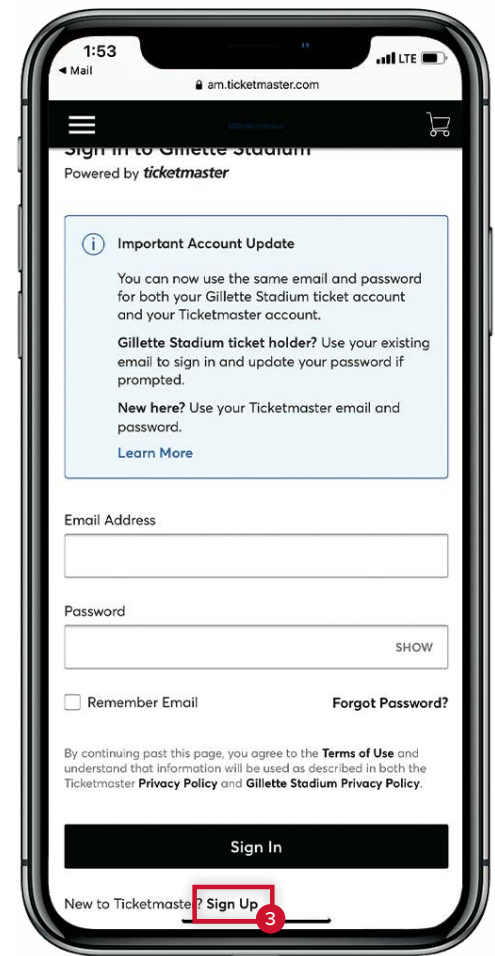 1:53
LTE
Mail
am.ticketmaster.com
Sign In to Gillette Stadium
Powered by ticketmaster
Important Account Update
You can now use the same email and password
for both your Gillette Stadium ticket account
and your Ticketmaster account.
Gillette Stadium ticket holder? Use your existing
email to sign in and update your password if
prompted.
New here? Use your Ticketmaster email and
password.
Learn More
Email Address
Password
SHOW
Remember Email Forgot Password?
By continuing past this page, you agree to the Terms of Use and
understand that information will be used as described in both the
Ticketmaster Privacy Policy and Gillette Stadium Privacy Policy.
Sign In
New to Ticketmaster? Sign Up
3